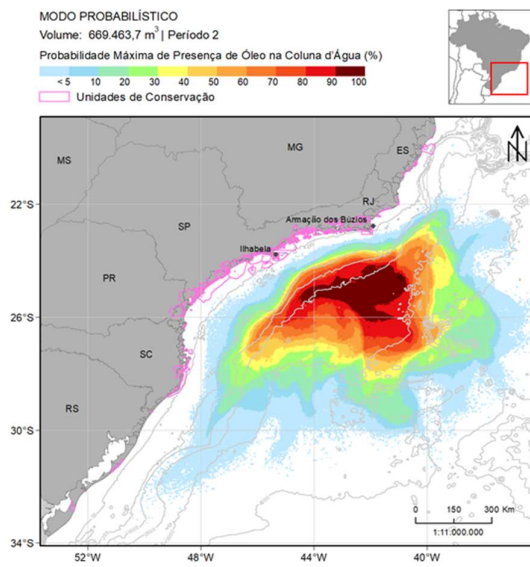 MODO PROBABILÍSTICO
Volume: 669.463,7 m³ | Período 2
Probabilidade Máxima de Presença de Óleo na Coluna d'Água (%)
< 5 20 40 60 80 100
10 30 50 70 90
Unidades de Conservação
N
MS
MG
ES
RJ
22°S
Armação dos Búzios
SP
Ilhabela
PR
26°S
SC
RS
30°S
0 150 300 Km
1:11.000.000
34°S
52°W 48°W 44°W 40°W